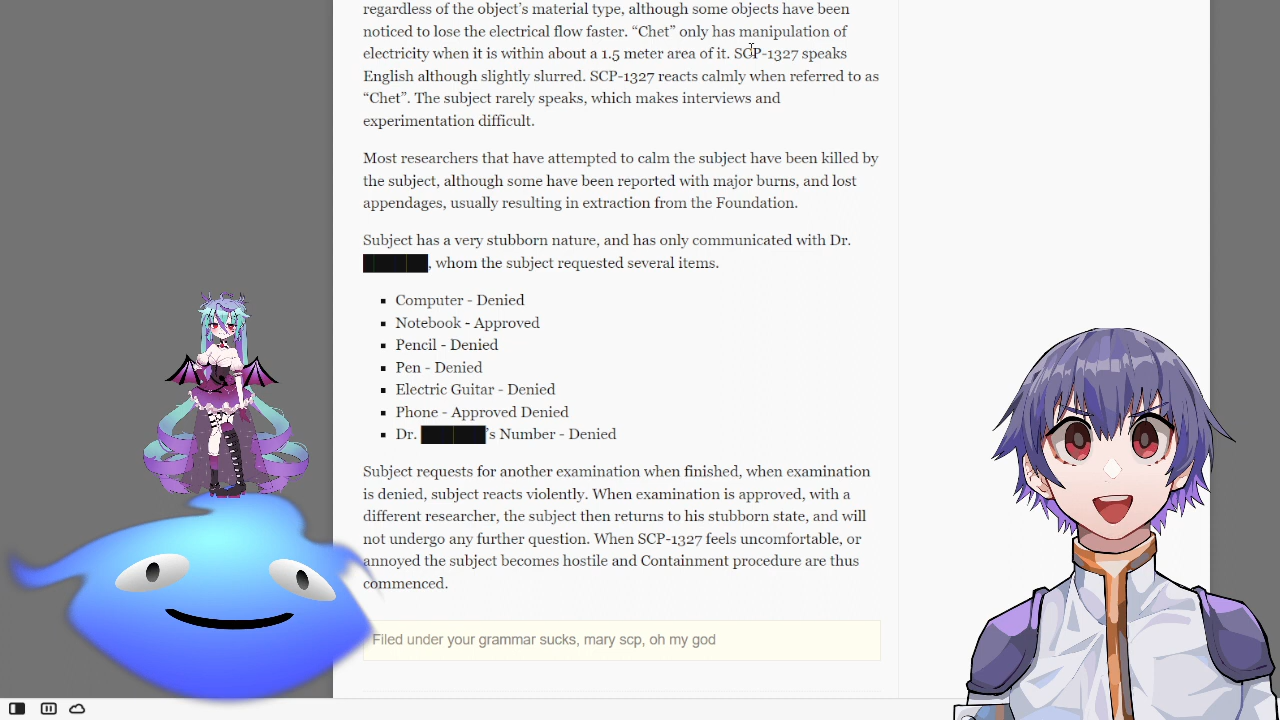 regardless of the object’s material type, although some objects have been
noticed to lose the electrical flow faster. “Chet” only has manipulation of
electricity when it is within about a 1.5 meter area of it. SCP-1327 speaks
English although slightly slurred. SCP-1327 reacts calmly when referred to as
“Chet”. The subject rarely speaks, which makes interviews and
experimentation difficult.
Most researchers that have attempted to calm the subject have been killed by
the subject, although some have been reported with major burns, and lost
appendages, usually resulting in extraction from the Foundation.
Subject has a very stubborn nature, and has only communicated with Dr.
██████, whom the subject requested several items.
Computer - Denied
Notebook - Approved
Pencil - Denied
Pen - Denied
Electric Guitar - Denied
Phone - Approved Denied
Dr. ██████’s Number - Denied
Subject requests for another examination when finished, when examination
is denied, subject reacts violently. When examination is approved, with a
different researcher, the subject then returns to his stubborn state, and will
not undergo any further question. When SCP-1327 feels uncomfortable, or
annoyed the subject becomes hostile and Containment procedure are thus
commenced.
Filed under your grammar sucks, mary scp, oh my god